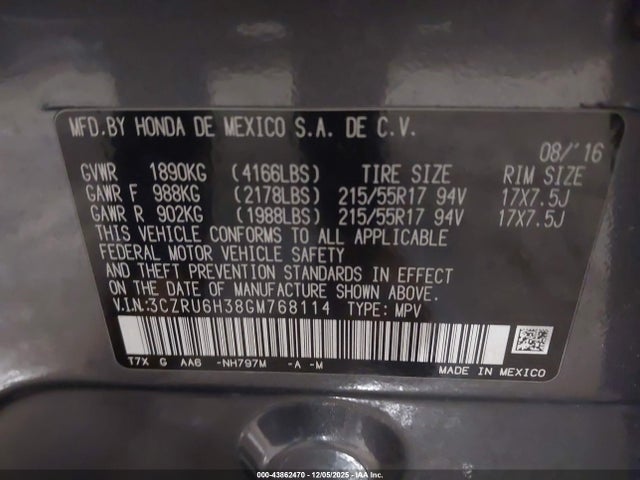 MFD.BY HONDA DE MEXICO S.A. DE C.V.
08/'16
GVWR 1890KG (4166LBS) TIRE SIZE RIM SIZE
GAWR F 988KG (2178LBS) 215/55R17 94V 17X7.5J
GAWR R 902KG (1988LBS) 215/55R17 94V 17X7.5J
THIS VEHICLE CONFORMS TO ALL APPLICABLE
FEDERAL MOTOR VEHICLE SAFETY
AND THEFT PREVENTION STANDARDS IN EFFECT
ON THE DATE OF MANUFACTURE SHOWN ABOVE.
V.I.N.:3CZRU6H38GM768114 TYPE: MPV
T7X G AA6 -NH797M -A -M
MADE IN MEXICO
000-43862470 - 12/05/2025 - IAAI.com